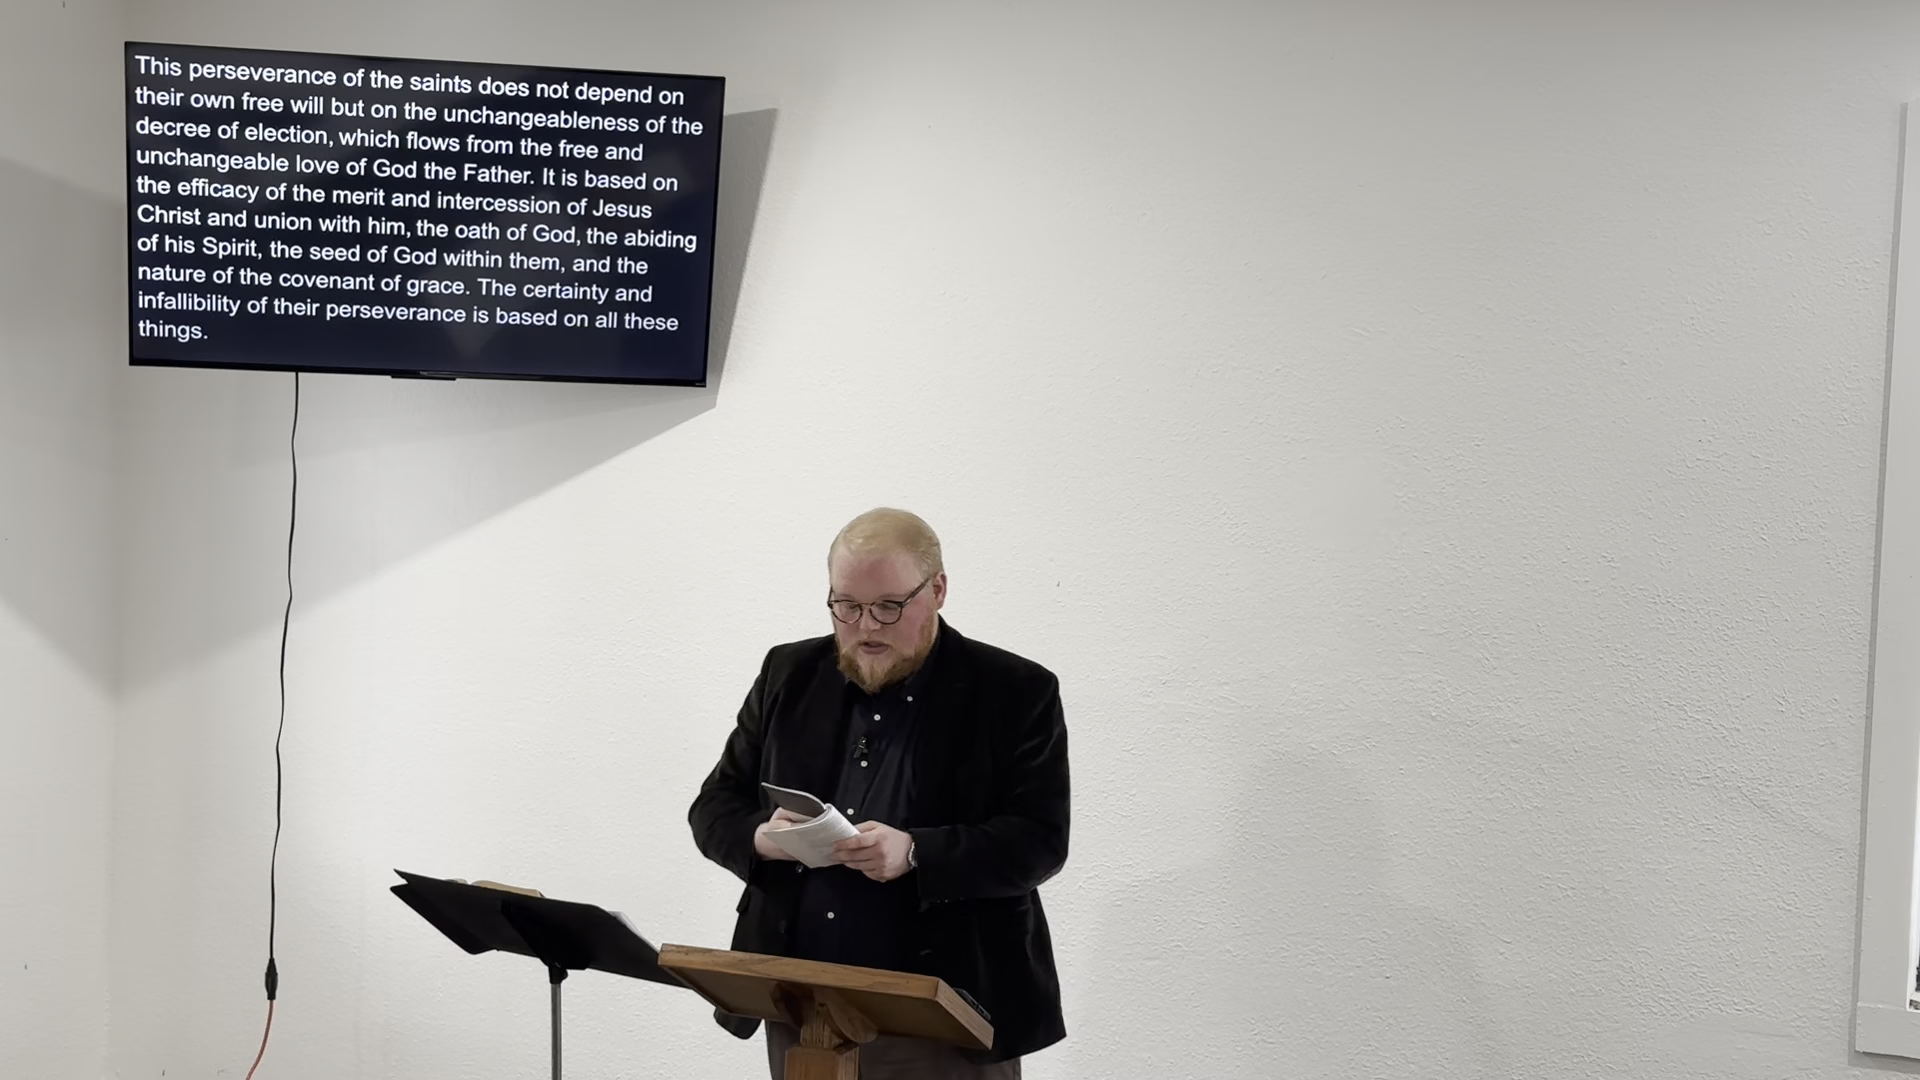 This perseverance of the saints does not depend on
their own free will but on the unchangeableness of the
decree of election, which flows from the free and
unchangeable love of God the Father. It is based on
the efficacy of the merit and intercession of Jesus
Christ and union with him, the oath of God, the abiding
of his Spirit, the seed of God within them, and the
nature of the covenant of grace. The certainty and
infallibility of their perseverance is based on all these
things.